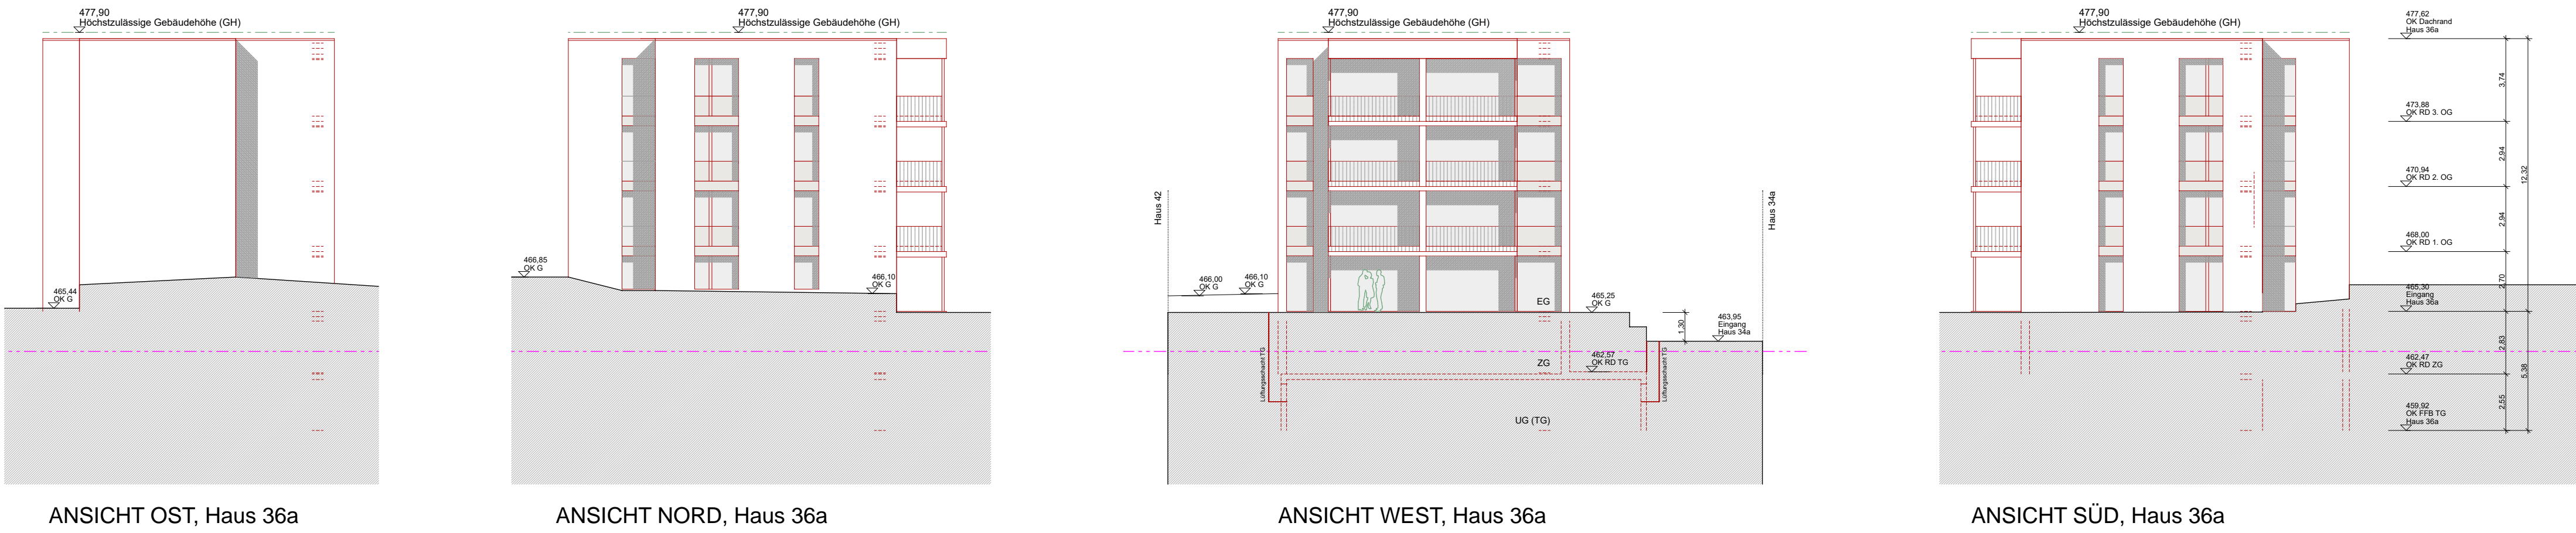 477,90
Höchstzulässige Gebäudehöhe (GH)
465,44
OK G
ANSICHT OST, Haus 36a
477,90
Höchstzulässige Gebäudehöhe (GH)
466,85
OK G
466,10
OK G
ANSICHT NORD, Haus 36a
477,90
Höchstzulässige Gebäudehöhe (GH)
Haus 42
Haus 34a
466,00
OK G
466,10
OK G
EG
465,25
OK G
1,30
463,95
Eingang
Haus 34a
Lüftungsschacht TG
ZG
462,57
OK RD TG
Lüftungsschacht TG
UG (TG)
ANSICHT WEST, Haus 36a
477,90
Höchstzulässige Gebäudehöhe (GH)
477,62
OK Dachrand
Haus 36a
3,74
473,88
OK RD 3. OG
2,94
12,32
470,94
OK RD 2. OG
2,94
468,00
OK RD 1. OG
2,70
465,30
Eingang
Haus 36a
2,83
462,47
OK RD ZG
5,38
2,55
459,92
OK FFB TG
Haus 36a
ANSICHT SÜD, Haus 36a